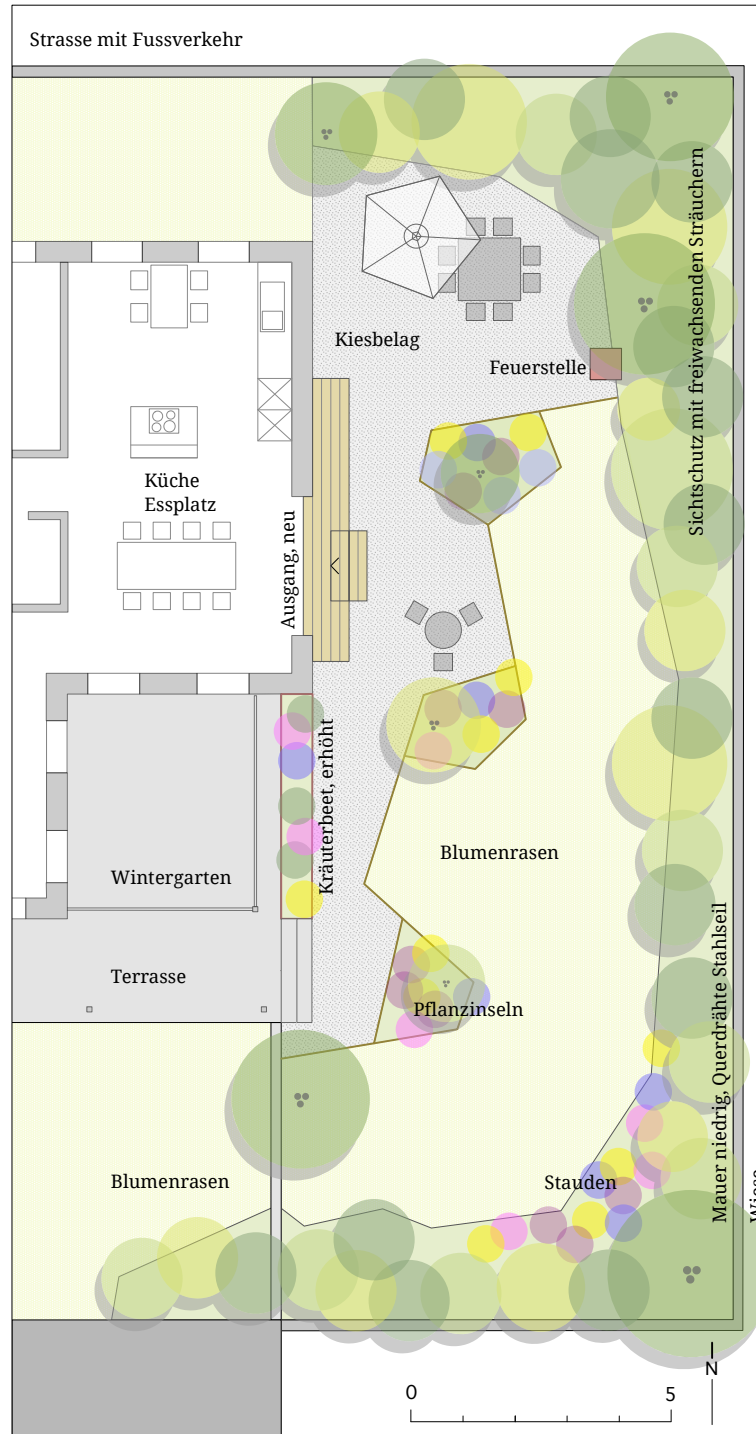 Strasse mit Fussverkehr
Sichtschutz mit freiwachsenden Sträuchern
Kiesbelag
Feuerstelle
Küche
Essplatz
Ausgang, neu
Kräuterbeet, erhöht
Blumenrasen
Wintergarten
Terrasse
Pflanzinseln
Mauer niedrig, Querdrähte Stahlseil
Wiese
Blumenrasen
Stauden
N
0 5